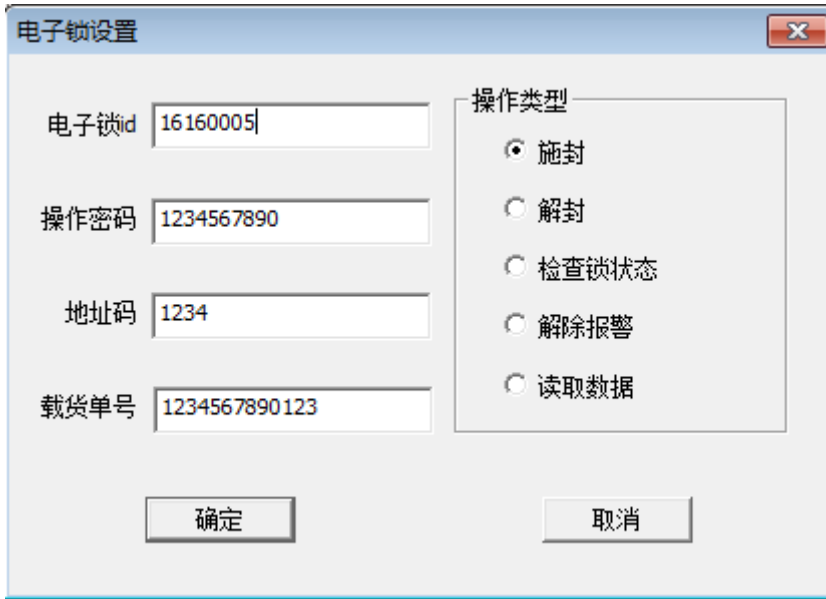 电子锁设置
电子锁id 16160005
操作密码 1234567890
地址码 1234
载货单号 1234567890123
操作类型
施封
解封
检查锁状态
解除报警
读取数据
确定 取消